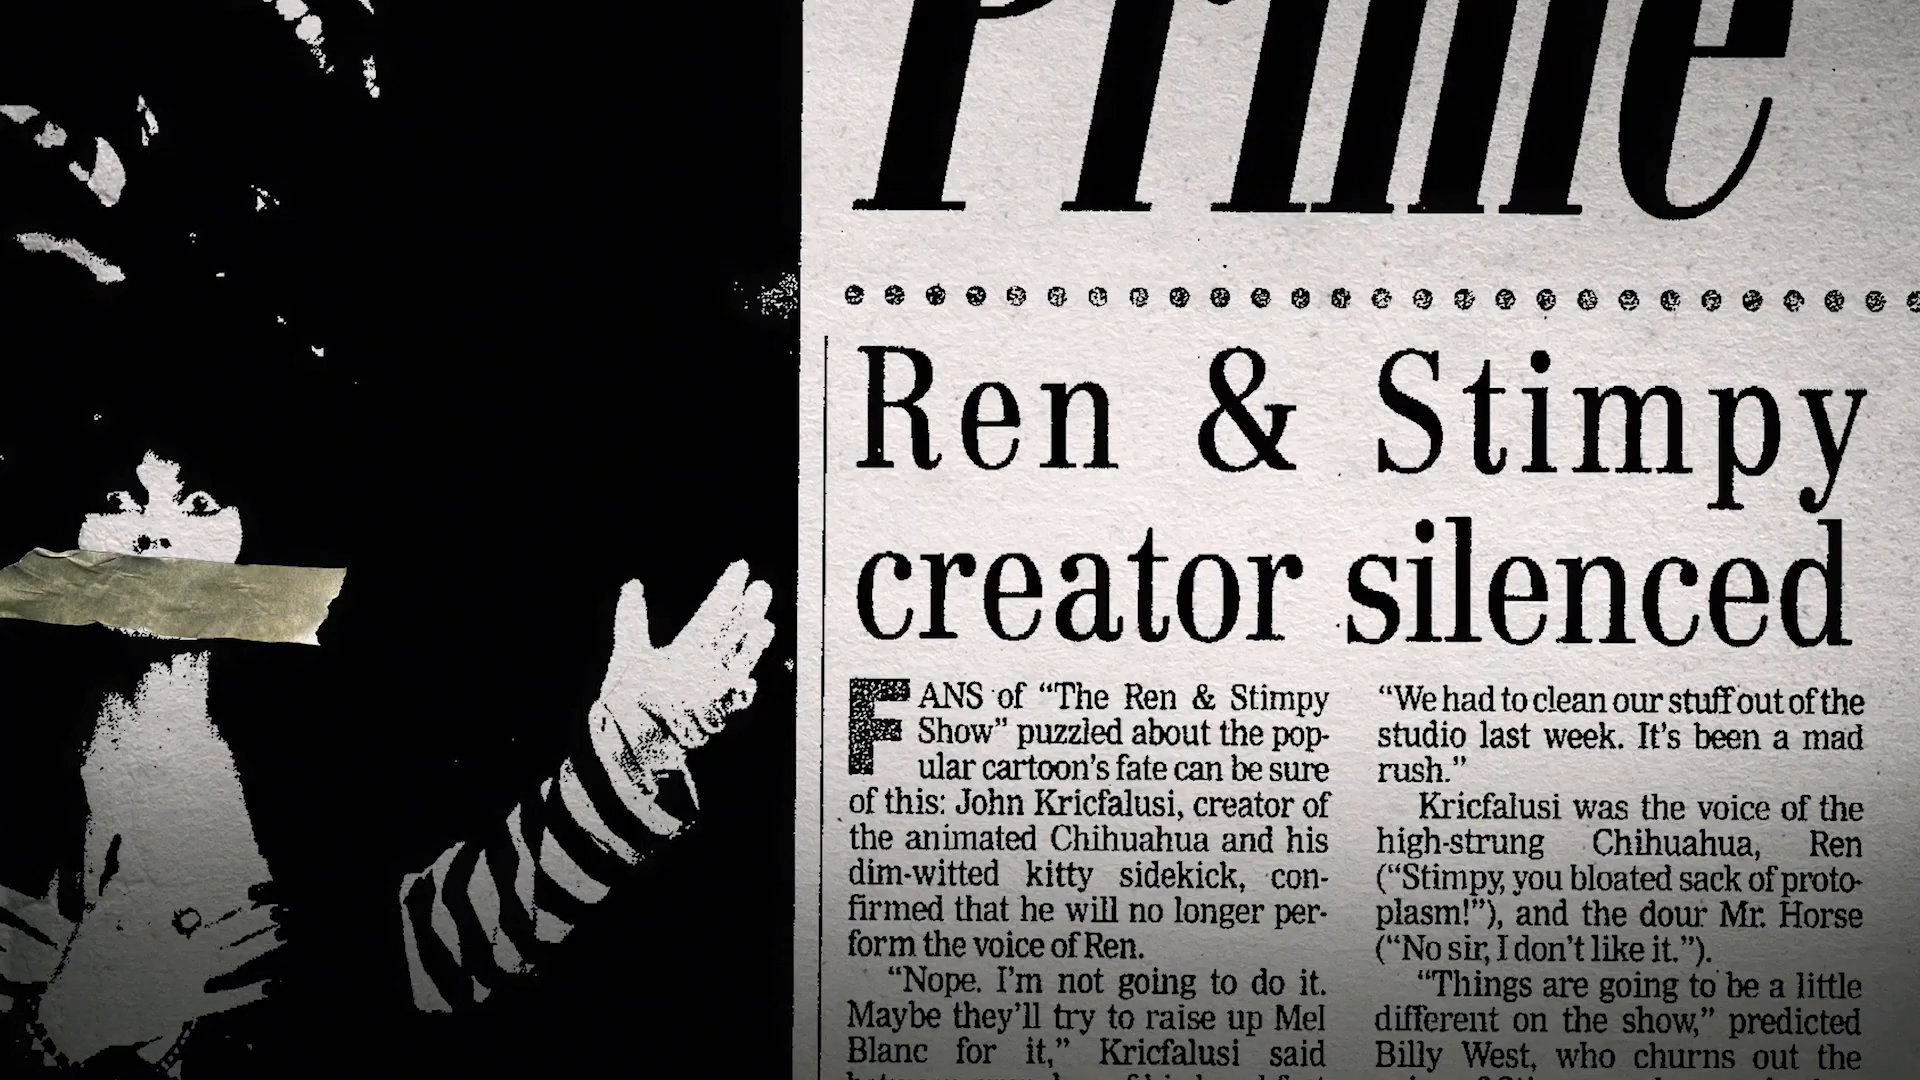 Prime
Ren & Stimpy
creator silenced
FANS of “The Ren & Stimpy
Show” puzzled about the pop-
ular cartoon’s fate can be sure
of this: John Kricfalusi, creator of
the animated Chihuahua and his
dim-witted kitty sidekick, con-
firmed that he will no longer per-
form the voice of Ren.
“Nope. I’m not going to do it.
Maybe they’ll try to raise up Mel
Blanc for it,” Kricfalusi said
“We had to clean our stuff out of the
studio last week. It’s been a mad
rush.”
Kricfalusi was the voice of the
high-strung Chihuahua, Ren
(“Stimpy, you bloated sack of proto-
plasm!”), and the dour Mr. Horse
(“No sir, I don’t like it.”).
“Things are going to be a little
different on the show,” predicted
Billy West, who churns out the